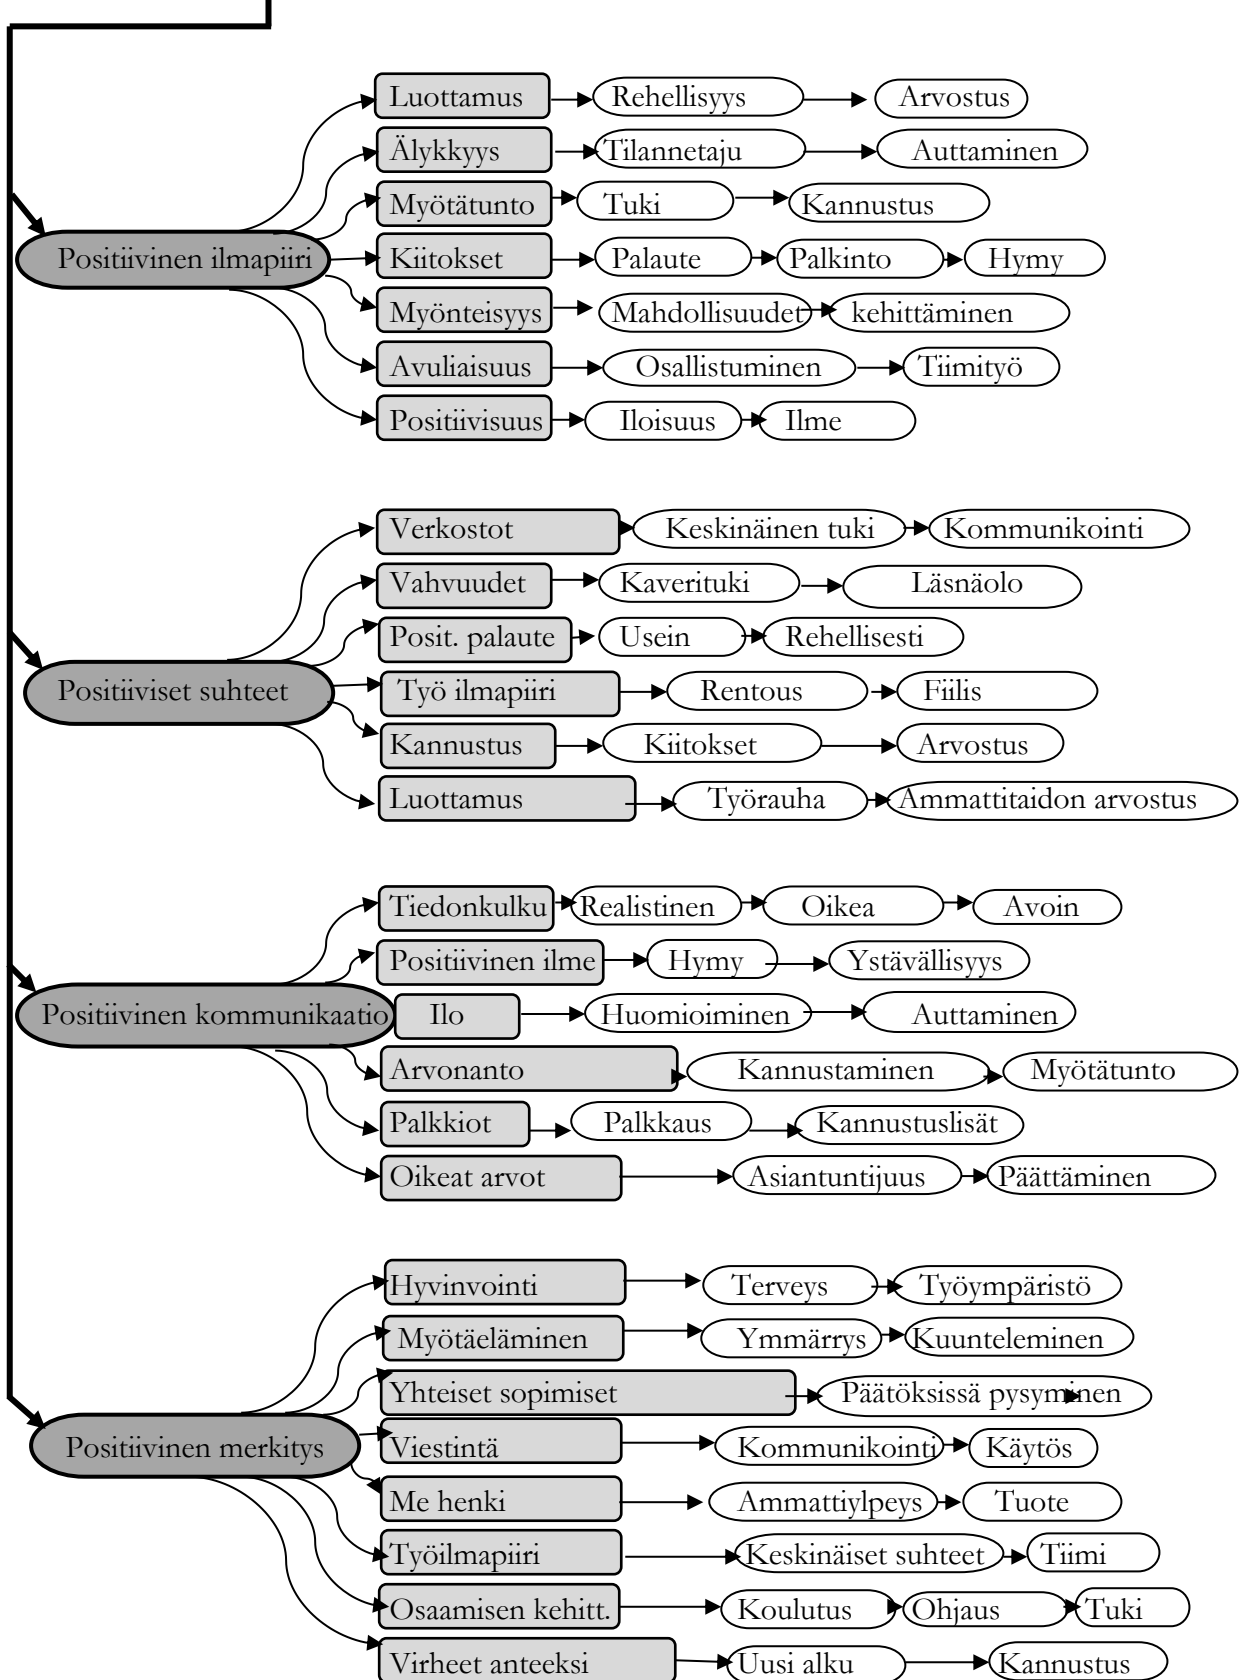 Luottamus Rehellisyys Arvostus
Älykkyys Tilannetaju Auttaminen
Myötätunto Tuki Kannustus
Positiivinen ilmapiiri Kiitokset Palaute Palkinto Hymy
Myönteisyys Mahdollisuudet kehittäminen
Avuliaisuus Osallistuminen Tiimityö
Positiivisuus Iloisuus Ilme
Verkostot Keskinäinen tuki Kommunikointi
Vahvuudet Kaverituki Läsnäolo
Posit. palaute Usein Rehellisesti
Positiiviset suhteet Työ ilmapiiri Rentous Fiilis
Kannustus Kiitokset Arvostus
Luottamus Työrauha Ammattitaidon arvostus
Tiedonkulku Realistinen Oikea Avoin
Positiivinen ilme Hymy Ystävällisyys
Positiivinen kommunikaatio Ilo Huomioiminen Auttaminen
Arvonanto Kannustaminen Myötätunto
Palkkiot Palkkaus Kannustuslisät
Oikeat arvot Asiantuntijuus Päättäminen
Hyvinvointi Terveys Työympäristö
Myötäeläminen Ymmärrys Kuunteleminen
Yhteiset sopimiset Päätöksissä pysyminen
Positiivinen merkitys Viestintä Kommunikointi Käytös
Me henki Ammattiylpeys Tuote
Työilmapiiri Keskinäiset suhteet Tiimi
Osaamisen kehitt. Koulutus Ohjaus Tuki
Virheet anteeksi Uusi alku Kannustus